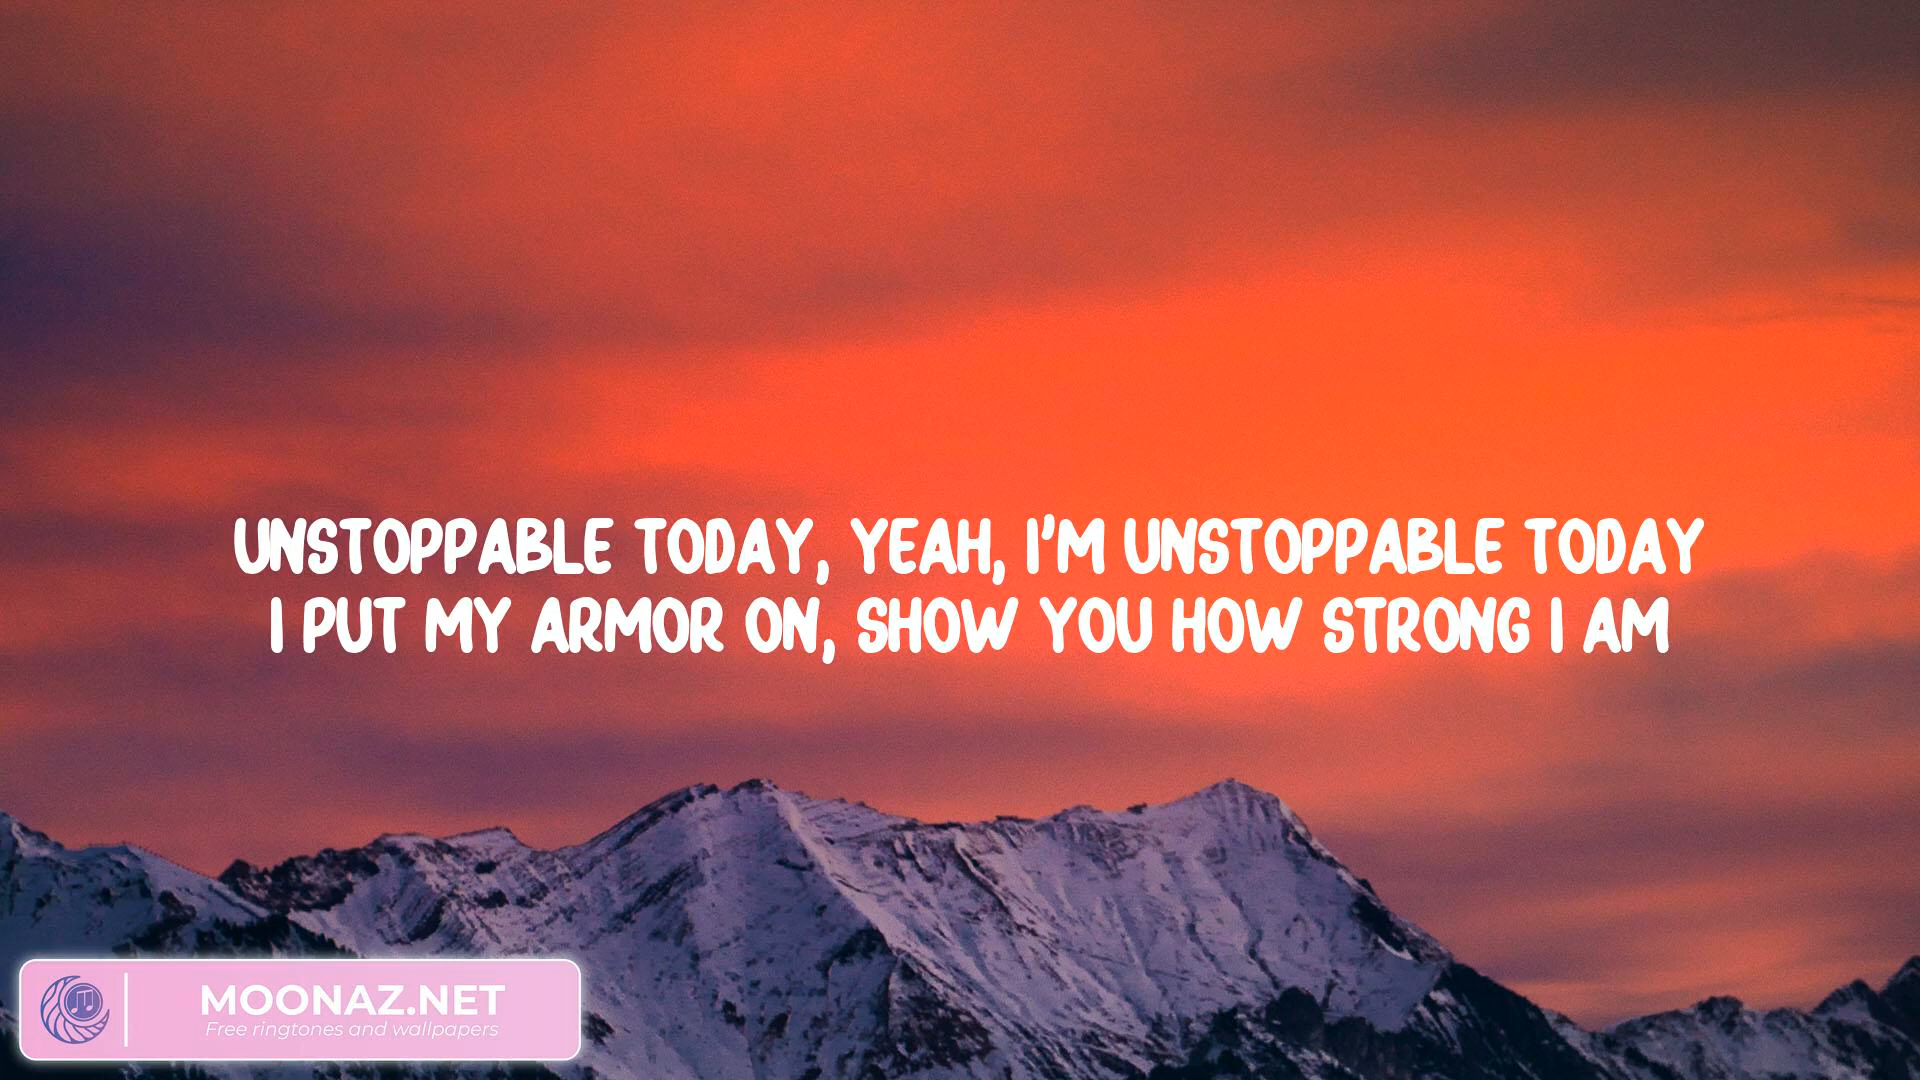 UNSTOPPABLE TODAY, YEAH, I'M UNSTOPPABLE TODAY
I PUT MY ARMOR ON, SHOW YOU HOW STRONG I AM
MOONAZ.NET
Free ringtones and wallpapers